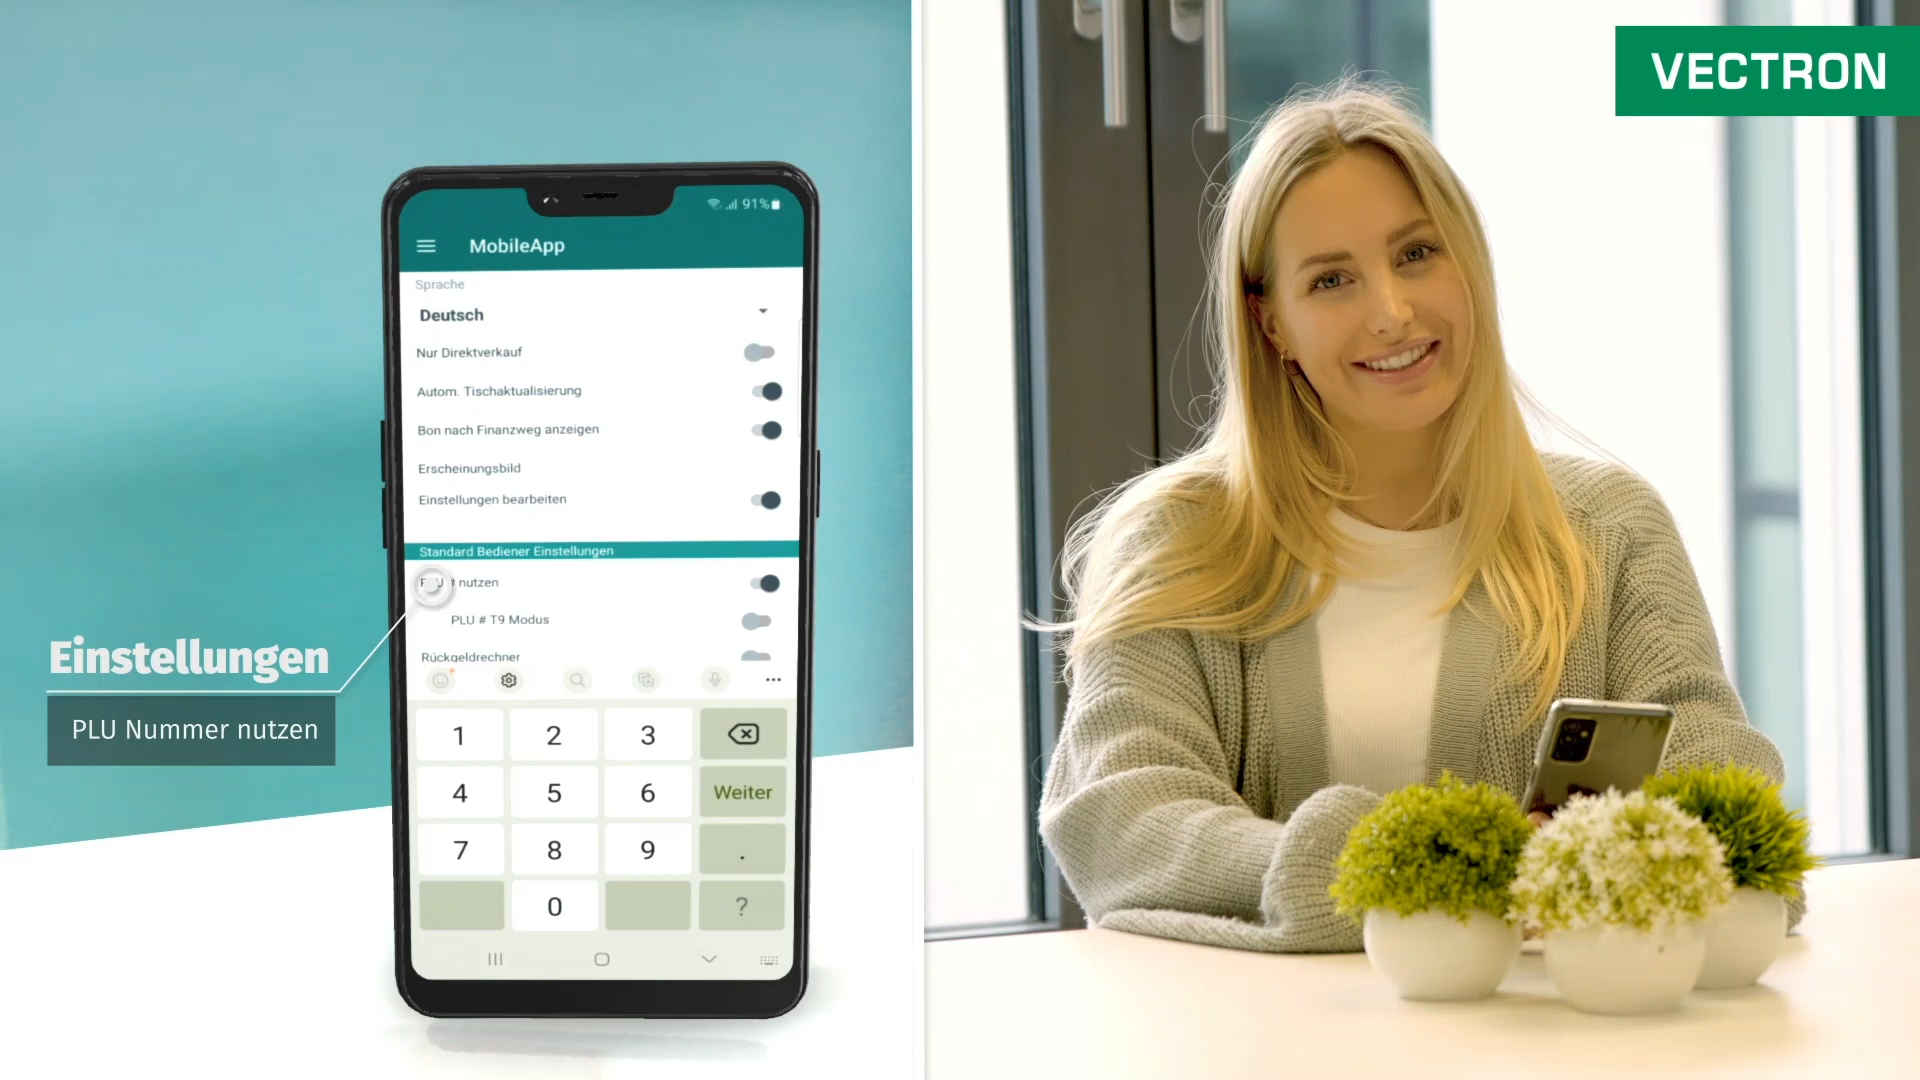 VECTRON
91%
MobileApp
Sprache
Deutsch
Nur Direktverkauf
Autom. Tischaktualisierung
Bon nach Finanzweg anzeigen
Erscheinungsbild
Einstellungen bearbeiten
Standard Bediener Einstellungen
# nutzen
PLU # T9 Modus
Rückgeldrechner
Einstellungen
PLU Nummer nutzen
1 2 3
4 5 6 Weiter
7 8 9 .
0 ?